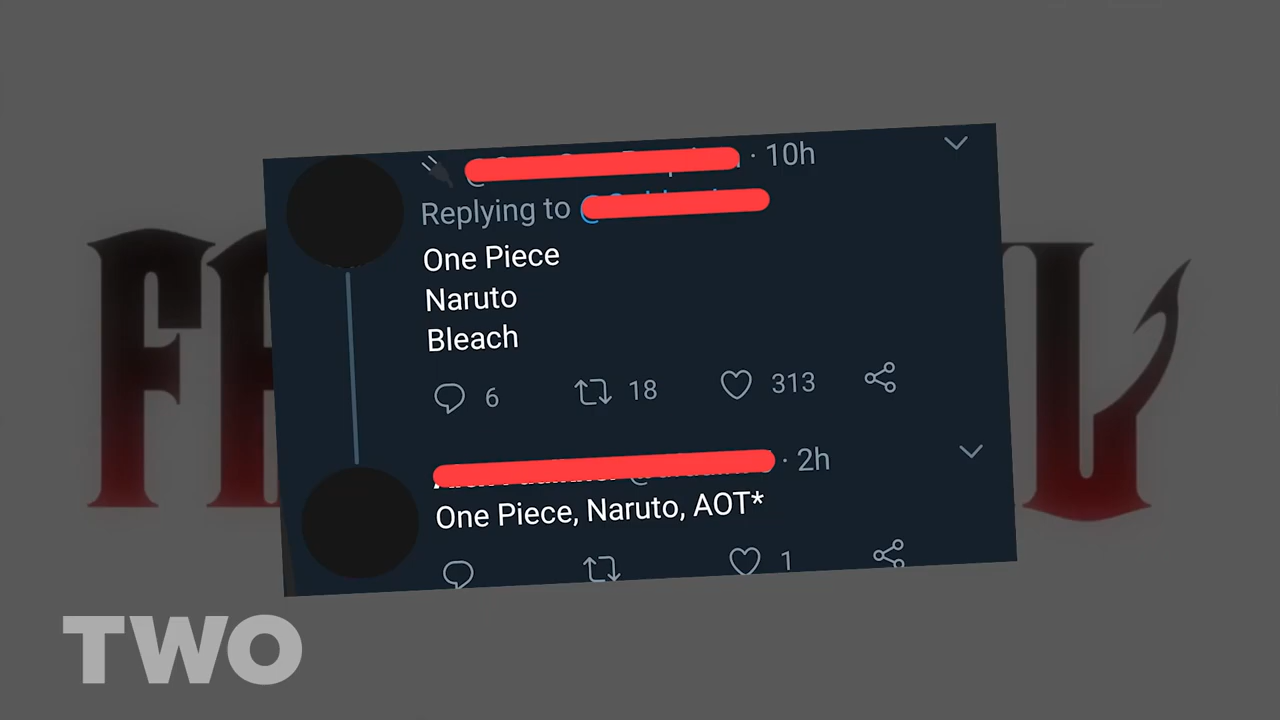 · 10h
Replying to
One Piece
Naruto
Bleach
6 18 313
· 2h
One Piece, Naruto, AOT*
1
TWO